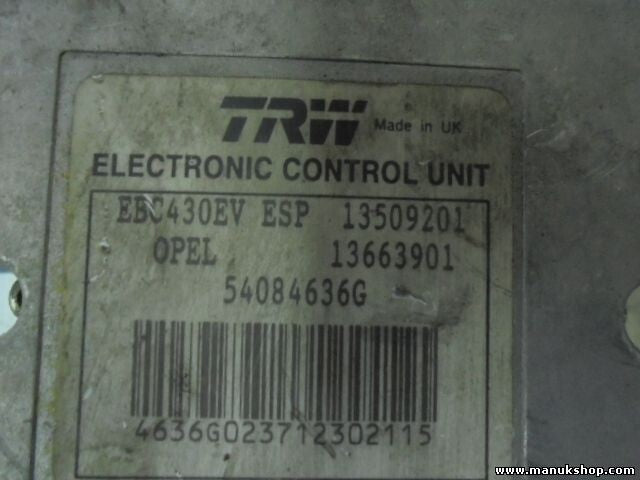 TRW Made in UK
ELECTRONIC CONTROL UNIT
EBC430EV ESP 13509201
OPEL 13663901
54084636G
4636G023712302115
www.manukshop.com